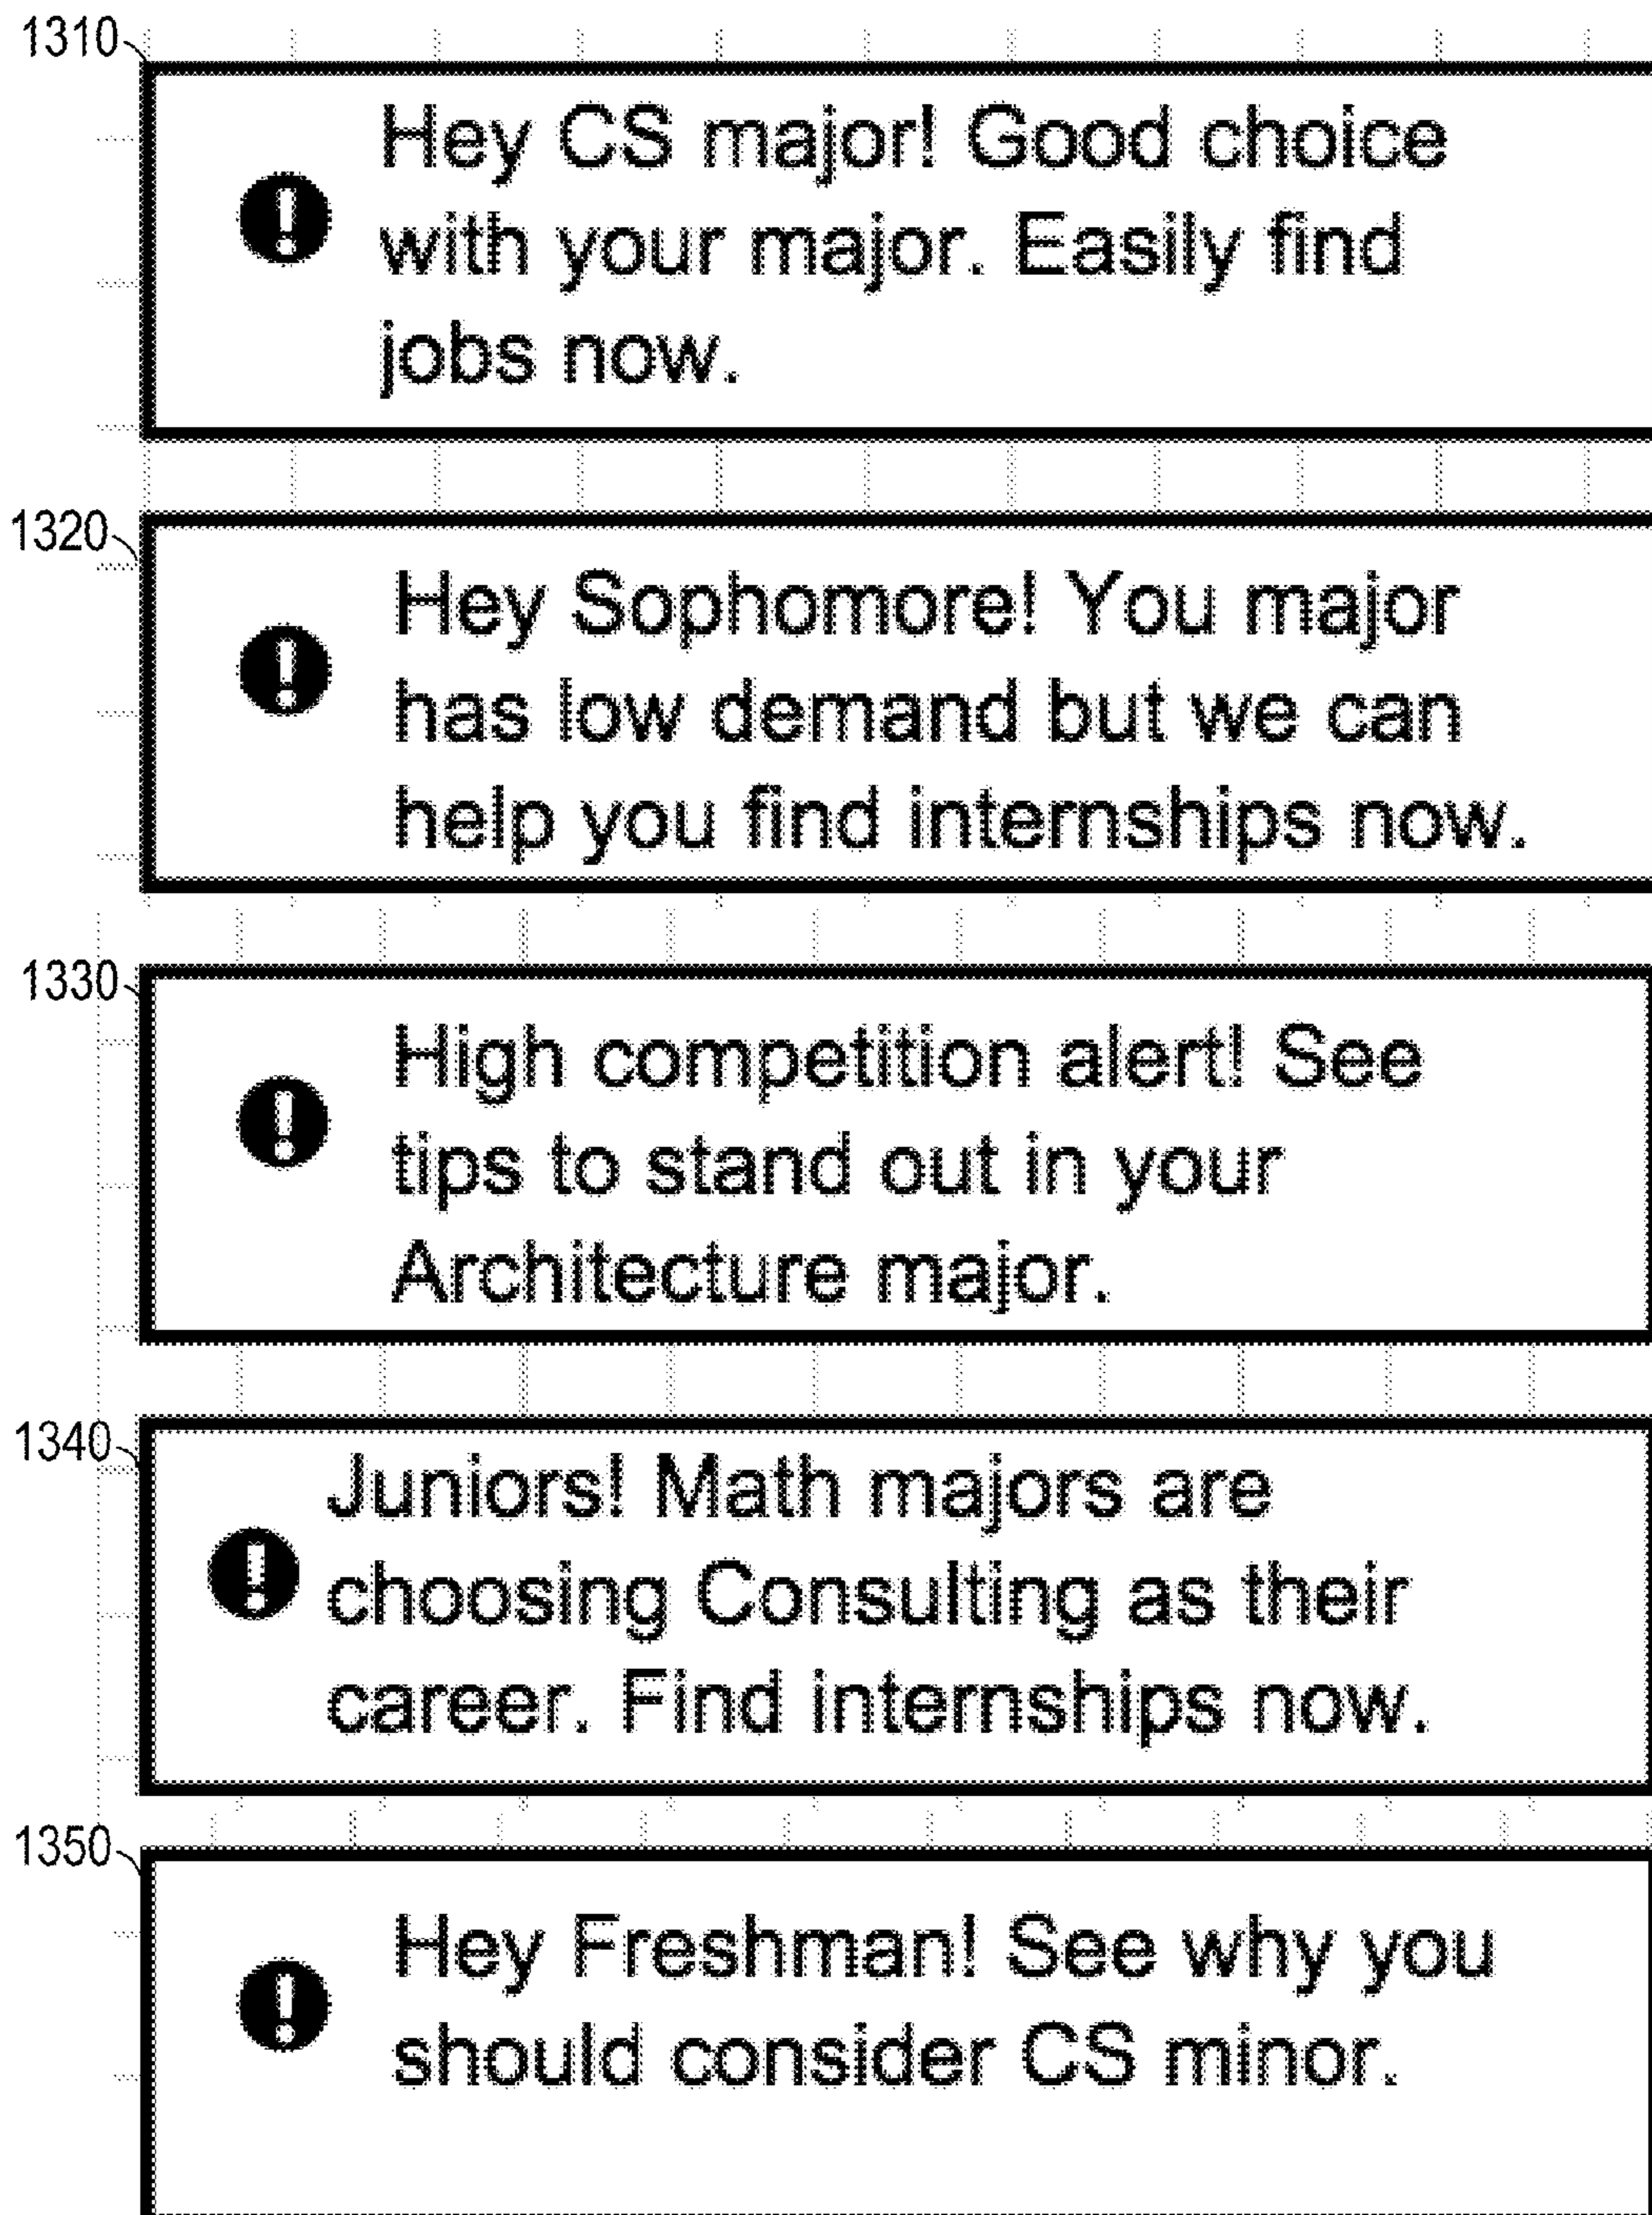 1310
Hey CS major! Good choice
with your major. Easily find
jobs now.
1320
Hey Sophomore! You major
has low demand but we can
help you find internships now.
1330
High competition alert! See
tips to stand out in your
Architecture major.
1340
Juniors! Math majors are
choosing Consulting as their
career. Find internships now.
1350
Hey Freshman! See why you
should consider CS minor.